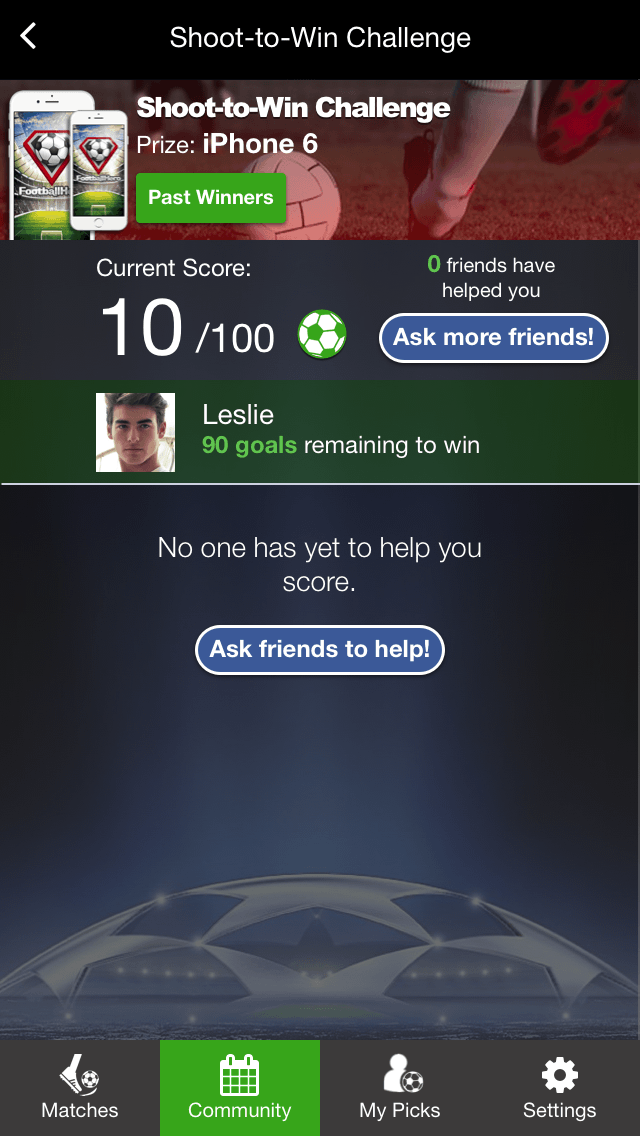 Shoot-to-Win Challenge
Shoot-to-Win Challenge
Prize: iPhone 6
FootballHero
Past Winners
Current Score:
10 /100
0 friends have
helped you
Ask more friends!
Leslie
90 goals remaining to win
No one has yet to help you
score.
Ask friends to help!
Matches
Community
My Picks
Settings